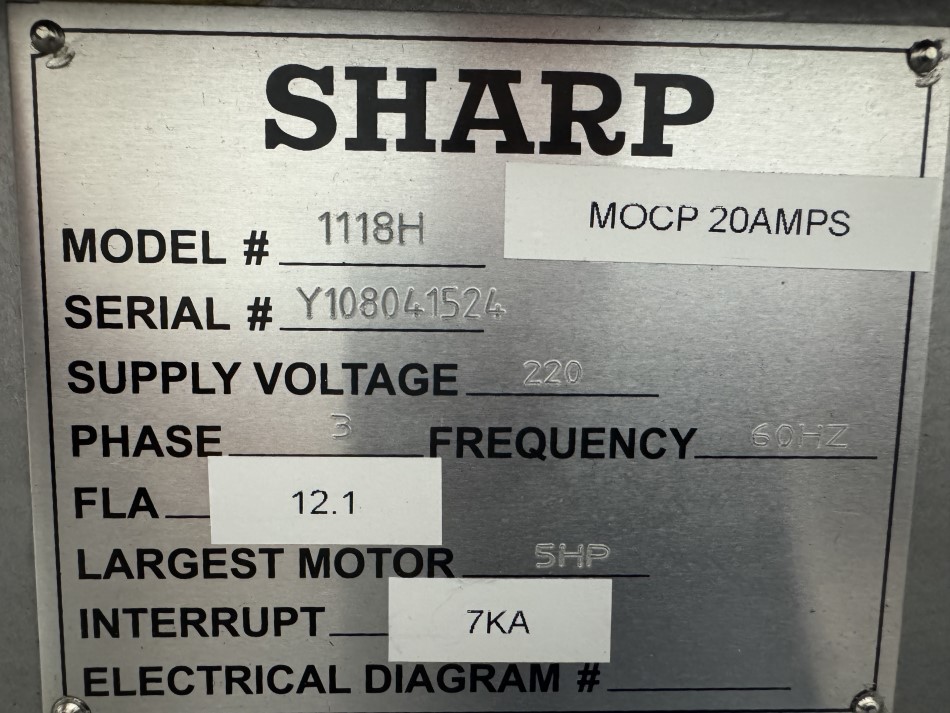 SHARP
MOCP 20AMPS
MODEL # 1118H
SERIAL # Y108041524
SUPPLY VOLTAGE 220
PHASE 3 FREQUENCY 60HZ
FLA 12.1
LARGEST MOTOR 5HP
INTERRUPT 7KA
ELECTRICAL DIAGRAM #